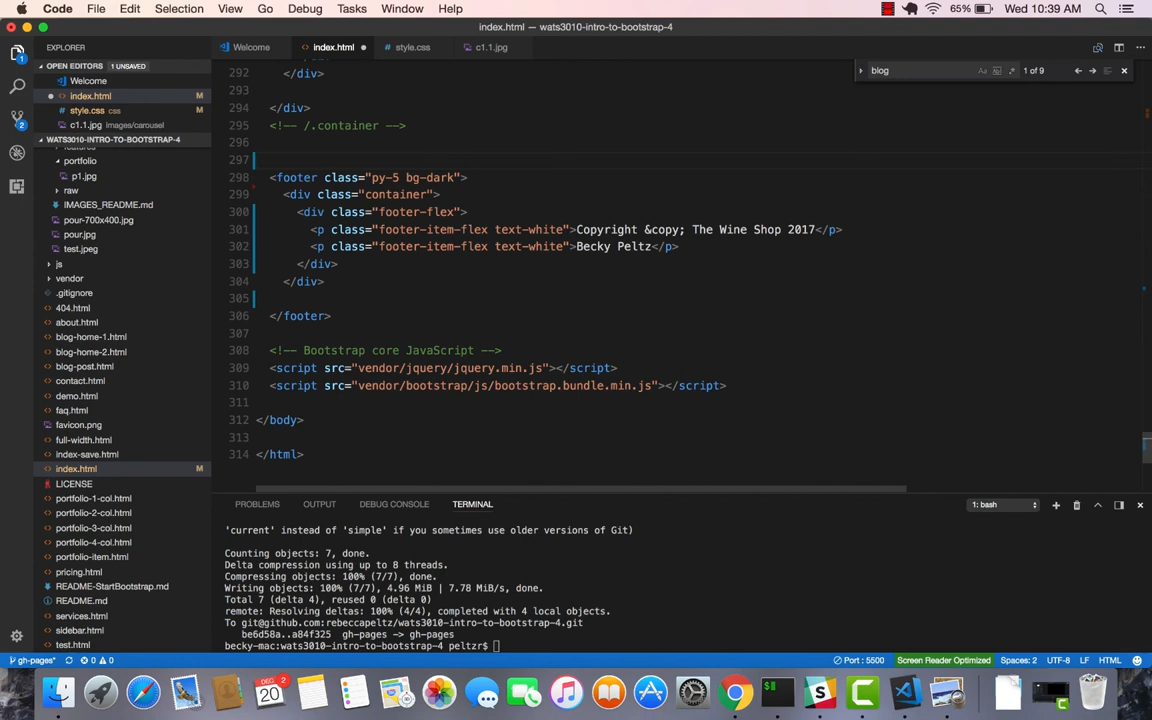 Code File Edit Selection View Go Debug Tasks Window Help 65% Wed 10:39 AM
index.html — wats3010-intro-to-bootstrap-4
EXPLORER
OPEN EDITORS 1 UNSAVED
Welcome
index.html M
style.css css M
c1.1.jpg images/carousel
WATS3010-INTRO-TO-BOOTSTRAP-4
portfolio
p1.jpg
raw
IMAGES_README.md
pour-700x400.jpg
pour.jpg
test.jpeg
js
vendor
.gitignore
404.html
about.html
blog-home-1.html
blog-home-2.html
blog-post.html
contact.html
demo.html
faq.html
favicon.png
full-width.html
index-save.html
index.html M
LICENSE
portfolio-1-col.html
portfolio-2-col.html
portfolio-3-col.html
portfolio-4-col.html
portfolio-item.html
pricing.html
README-StartBootstrap.md
README.md
services.html
sidebar.html
test.html
Welcome index.html style.css c1.1.jpg
blog 1 of 9
292 </div>
293
294 </div>
295 <!-- /.container -->
296
297
298 <footer class="py-5 bg-dark">
299 <div class="container">
300 <div class="footer-flex">
301 <p class="footer-item-flex text-white">Copyright &copy; The Wine Shop 2017</p>
302 <p class="footer-item-flex text-white">Becky Peltz</p>
303 </div>
304 </div>
305
306 </footer>
307
308 <!-- Bootstrap core JavaScript -->
309 <script src="vendor/jquery/jquery.min.js"></script>
310 <script src="vendor/bootstrap/js/bootstrap.bundle.min.js"></script>
311
312 </body>
313
314 </html>
PROBLEMS OUTPUT DEBUG CONSOLE TERMINAL 1: bash
'current' instead of 'simple' if you sometimes use older versions of Git)
Counting objects: 7, done.
Delta compression using up to 8 threads.
Compressing objects: 100% (7/7), done.
Writing objects: 100% (7/7), 4.96 MiB | 7.78 MiB/s, done.
Total 7 (delta 4), reused 0 (delta 0)
remote: Resolving deltas: 100% (4/4), completed with 4 local objects.
To git@github.com:rebeccapeltz/wats3010-intro-to-bootstrap-4.git
be6d58a..a84f325 gh-pages -> gh-pages
becky-mac:wats3010-intro-to-bootstrap-4 peltzr$
gh-pages* 0 0 Port : 5500 Screen Reader Optimized Spaces: 2 UTF-8 LF HTML
DEC 20 2